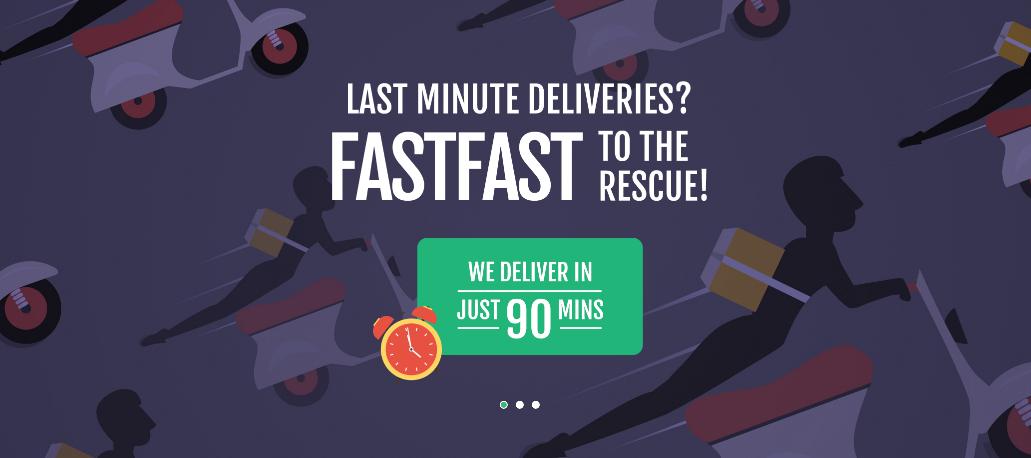 LAST MINUTE DELIVERIES?
FASTFAST TO THE
RESCUE!
WE DELIVER IN
JUST 90 MINS